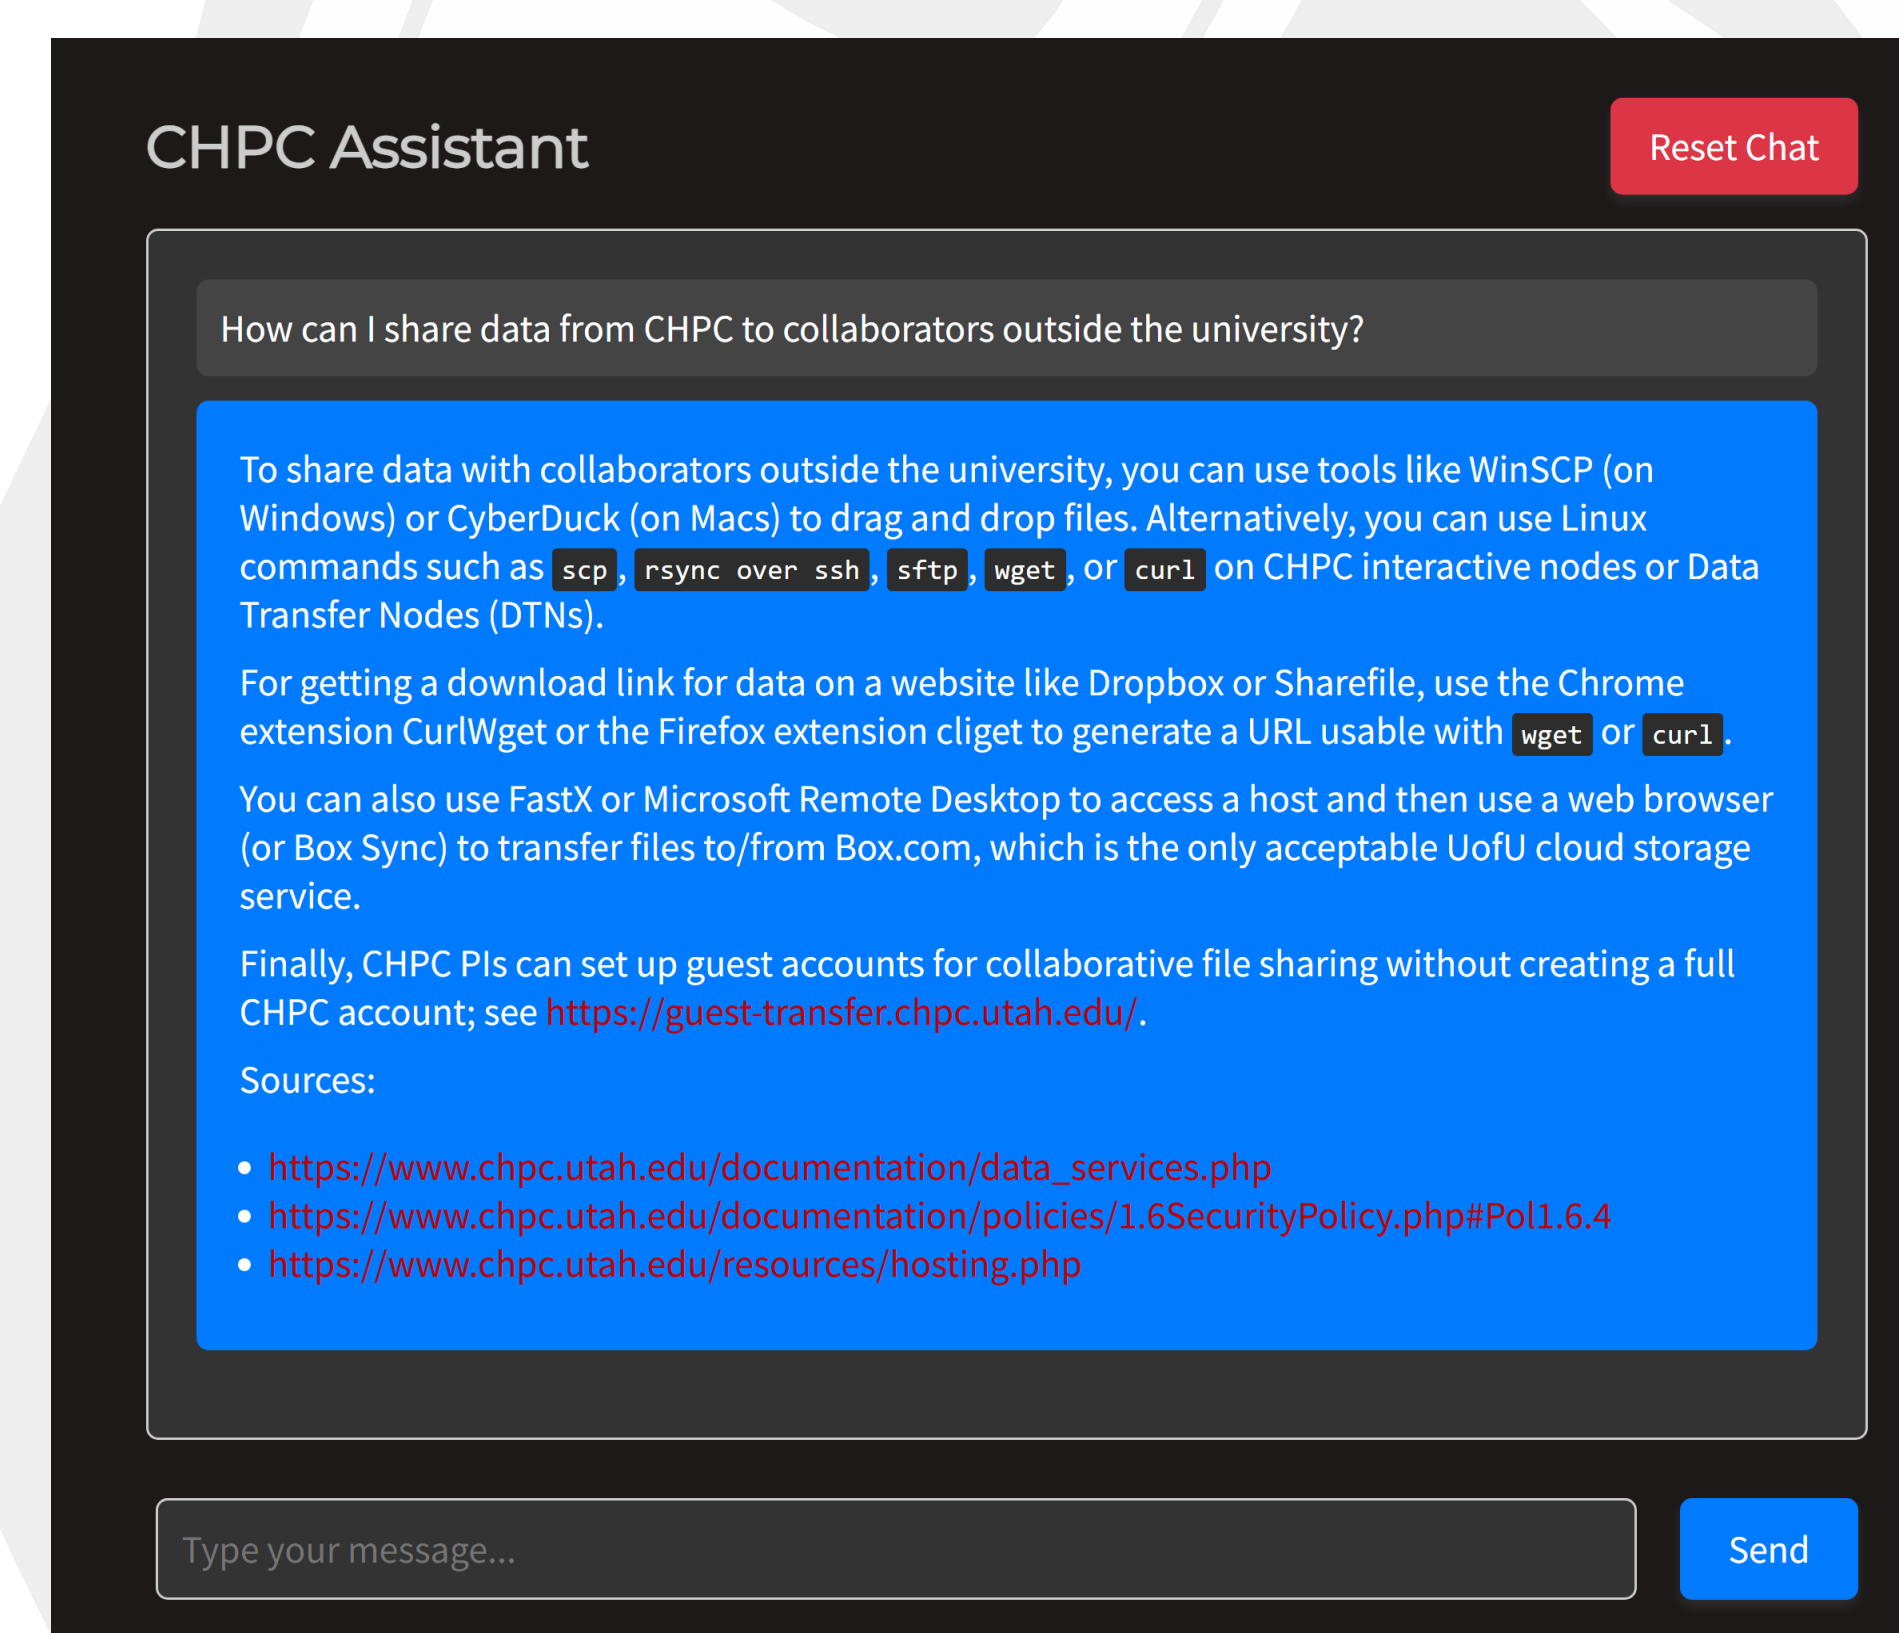 CHPC Assistant
Reset Chat
How can I share data from CHPC to collaborators outside the university?
To share data with collaborators outside the university, you can use tools like WinSCP (on
Windows) or CyberDuck (on Macs) to drag and drop files. Alternatively, you can use Linux
commands such as scp, rsync over ssh, sftp, wget, or curl on CHPC interactive nodes or Data
Transfer Nodes (DTNs).
For getting a download link for data on a website like Dropbox or Sharefile, use the Chrome
extension CurlWget or the Firefox extension cliget to generate a URL usable with wget or curl.
You can also use FastX or Microsoft Remote Desktop to access a host and then use a web browser
(or Box Sync) to transfer files to/from Box.com, which is the only acceptable UofU cloud storage
service.
Finally, CHPC PIs can set up guest accounts for collaborative file sharing without creating a full
CHPC account; see https://guest-transfer.chpc.utah.edu/.
Sources:
• https://www.chpc.utah.edu/documentation/data_services.php
• https://www.chpc.utah.edu/documentation/policies/1.6SecurityPolicy.php#Pol1.6.4
• https://www.chpc.utah.edu/resources/hosting.php
Type your message...
Send